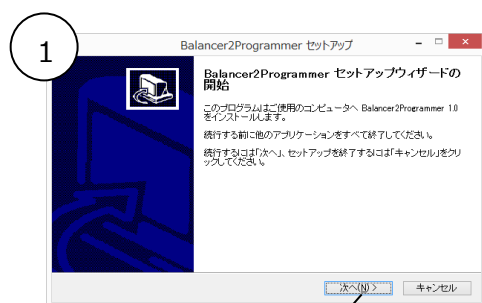 1
Balancer2Programmer セットアップ
Balancer2Programmer セットアップウィザードの
開始
このプログラムはご使用のコンピュータへ Balancer2Programmer 1.0
をインストールします。
続行する前に他のアプリケーションをすべて終了してください。
続行するには「次へ」、セットアップを終了するには「キャンセル」をクリ
ックしてください。
次へ(N) >
キャンセル